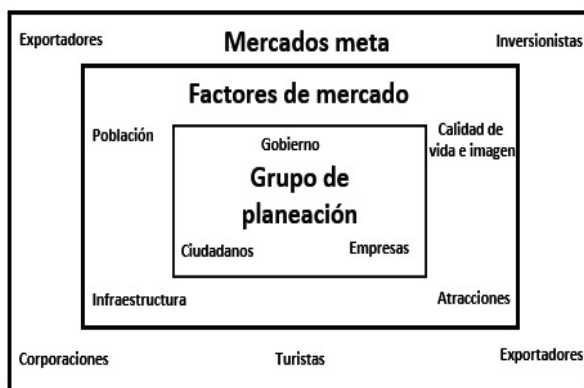 Exportadores
Mercados meta
Inversionistas
Factores de mercado
Población
Calidad de
vida e imagen
Gobierno
Grupo de
planeación
Ciudadanos
Empresas
Infraestructura
Atracciones
Corporaciones
Turistas
Exportadores